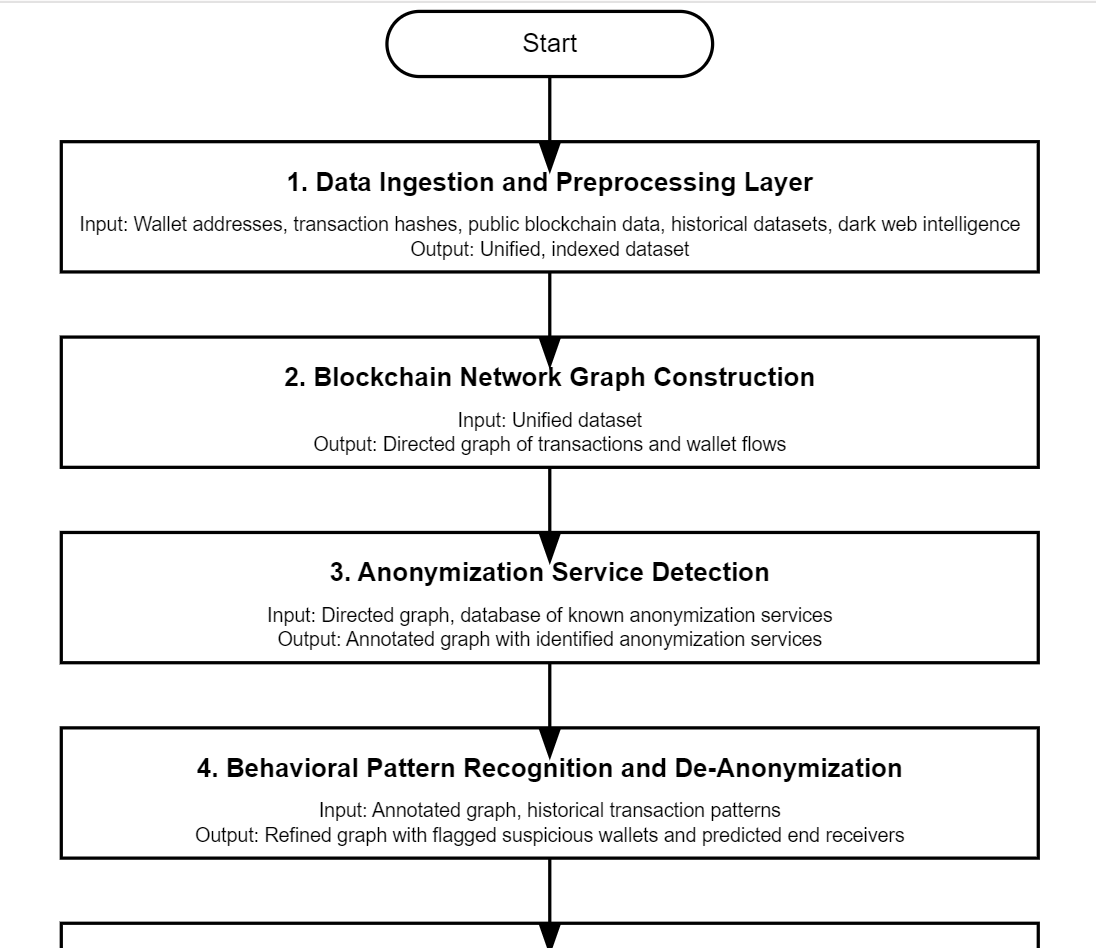 Start
1. Data Ingestion and Preprocessing Layer
Input: Wallet addresses, transaction hashes, public blockchain data, historical datasets, dark web intelligence
Output: Unified, indexed dataset
2. Blockchain Network Graph Construction
Input: Unified dataset
Output: Directed graph of transactions and wallet flows
3. Anonymization Service Detection
Input: Directed graph, database of known anonymization services
Output: Annotated graph with identified anonymization services
4. Behavioral Pattern Recognition and De-Anonymization
Input: Annotated graph, historical transaction patterns
Output: Refined graph with flagged suspicious wallets and predicted end receivers